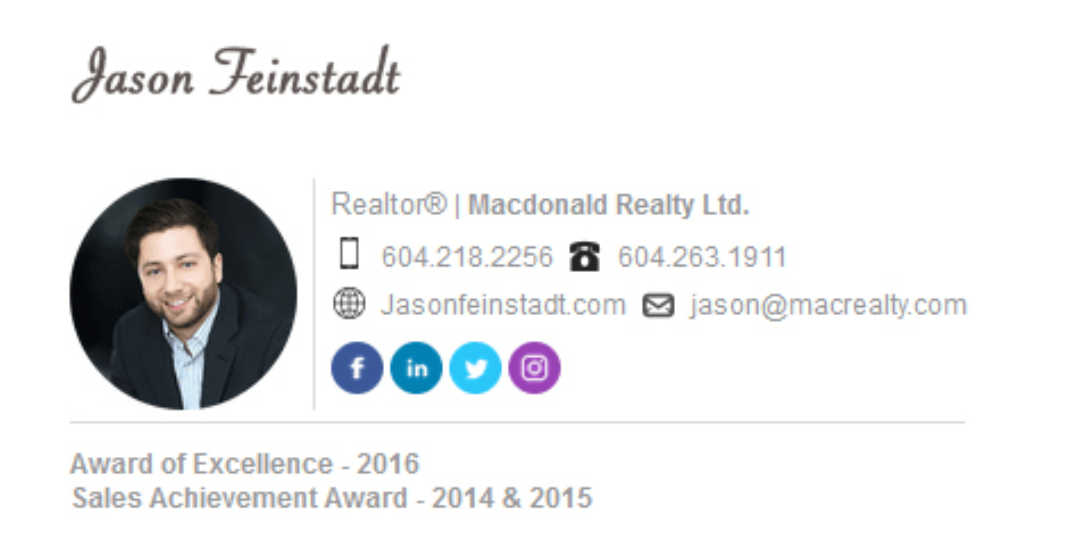 Jason Feinstadt
Realtor® | Macdonald Realty Ltd.
604.218.2256 604.263.1911
Jasonfeinstadt.com jason@macrealty.com
f in
Award of Excellence - 2016
Sales Achievement Award - 2014 & 2015